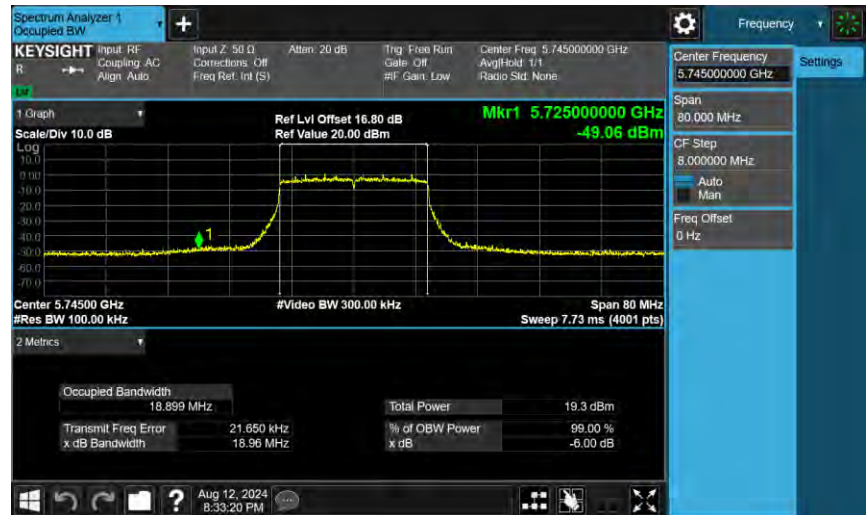 Spectrum Analyzer 1
Occupied BW
+
Frequency
KEYSIGHT Input: RF
R
Coupling: AC
Align: Auto
Input Z: 50 Ω
Corrections: Off
Freq Ref: Int (S)
Atten: 20 dB
Trig: Free Run
Gate: Off
#IF Gain: Low
Center Freq: 5.745000000 GHz
Avg|Hold: 1/1
Radio Std: None
Center Frequency
5.745000000 GHz
Settings
Span
80.000 MHz
CF Step
8.000000 MHz
Auto
Man
Freq Offset
0 Hz
1 Graph
Scale/Div 10.0 dB
Ref Lvl Offset 16.80 dB
Ref Value 20.00 dBm
Mkr1 5.725000000 GHz
-49.06 dBm
Log
10.0
0.00
-10.0
-20.0
-30.0
-40.0
-50.0
-60.0
-70.0
1
Center 5.74500 GHz
#Res BW 100.00 kHz
#Video BW 300.00 kHz
Span 80 MHz
Sweep 7.73 ms (4001 pts)
2 Metrics
Occupied Bandwidth
18.899 MHz
Total Power 19.3 dBm
Transmit Freq Error 21.650 kHz
% of OBW Power 99.00 %
x dB Bandwidth 18.96 MHz
x dB -6.00 dB
?
Aug 12, 2024
8:33:20 PM